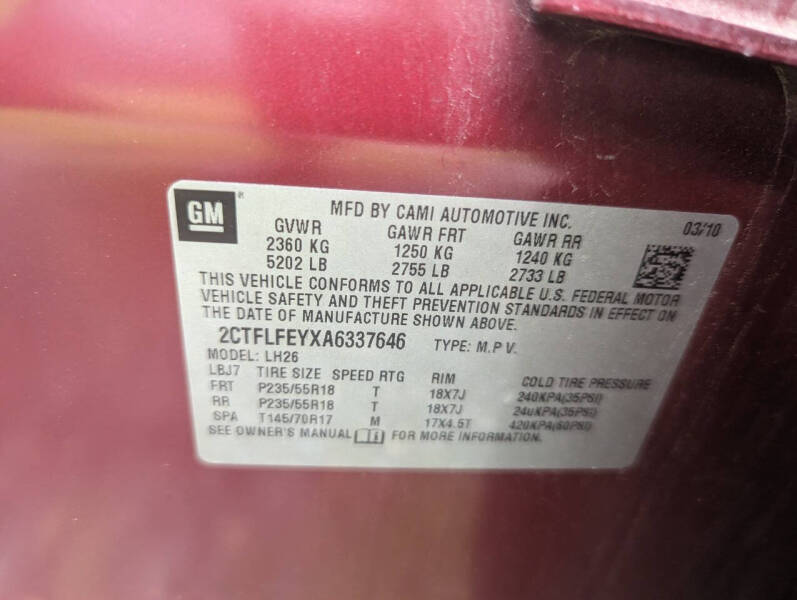 GM ® MFD BY CAMI AUTOMOTIVE INC. 03/10
GVWR GAWR FRT GAWR RR
2360 KG 1250 KG 1240 KG
5202 LB 2755 LB 2733 LB
THIS VEHICLE CONFORMS TO ALL APPLICABLE U.S. FEDERAL MOTOR
VEHICLE SAFETY AND THEFT PREVENTION STANDARDS IN EFFECT ON
THE DATE OF MANUFACTURE SHOWN ABOVE.
2CTFLFEYXA6337646 TYPE: M.P V.
MODEL: LH26
LBJ7 TIRE SIZE SPEED RTG RIM COLD TIRE PRESSURE
FRT P235/55R18 T 18X7J 240KPA(35PSI)
RR P235/55R18 T 18X7J 240KPA(35PSI)
SPA T145/70R17 M 17X4.5T 420KPA(60PSI)
SEE OWNER'S MANUAL FOR MORE INFORMATION.